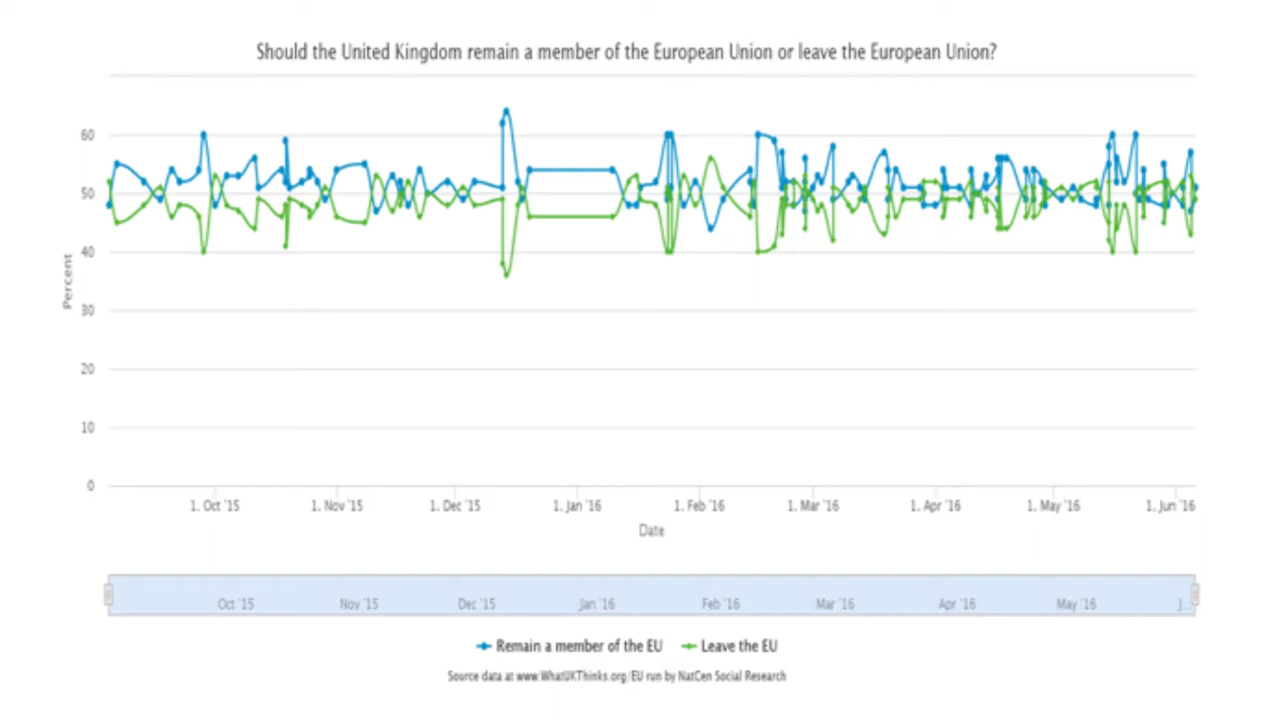 Should the United Kingdom remain a member of the European Union or leave the European Union?
60
50
40
30
20
10
0
Percent
1. Oct '15 1. Nov '15 1. Dec '15 1. Jan '16 1. Feb '16 1. Mar '16 1. Apr '16 1. May '16 1. Jun '16
Date
Oct '15 Nov '15 Dec '15 Jan '16 Feb '16 Mar '16 Apr '16 May '16 J...
Remain a member of the EU Leave the EU
Source data at www.WhatUKThinks.org/EU run by NatCen Social Research